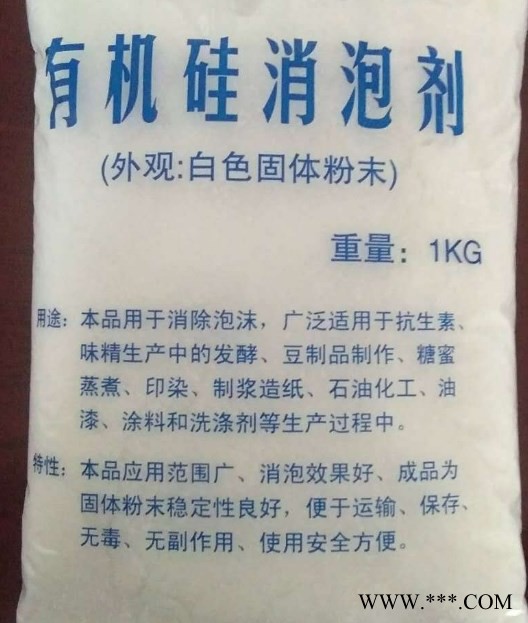 有机硅消泡剂
(外观:白色固体粉末)
重量：1KG
用途：本品用于消除泡沫，广泛适用于抗生素、
味精生产中的发酵、豆制品制作、糖蜜
蒸煮、印染、制浆造纸、石油化工、油
漆、涂料和洗涤剂等生产过程中。
特性：本品应用范围广、消泡效果好、成品为
固体粉末稳定性良好，便于运输、保存、
无毒、无副作用、使用安全方便。
WWW.***.COM